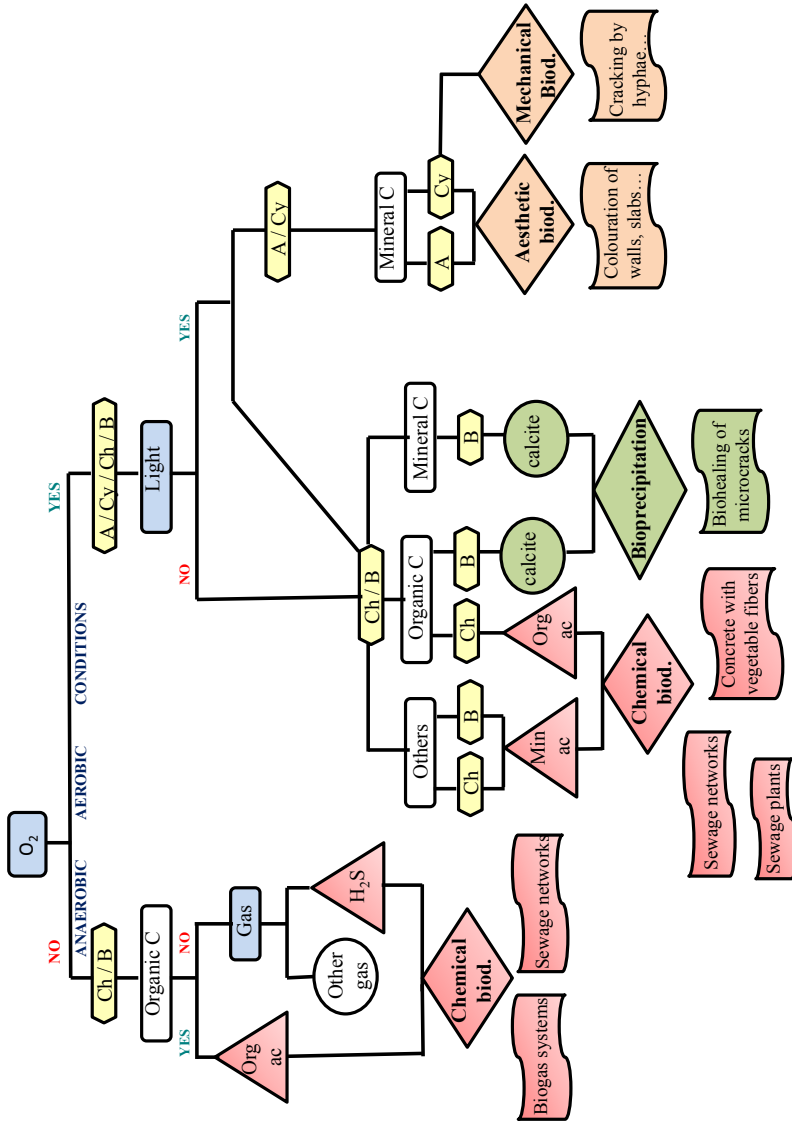 O₂
NO
YES
ANAEROBIC AEROBIC CONDITIONS
Ch / B
A / Cy / Ch / B
Organic C
Light
YES
NO
NO
YES
Org
ac
Gas
Other
gas
H₂S
Chemical
biod.
Biogas systems
Sewage networks
Ch / B
A / Cy
Others
Organic C
Mineral C
Mineral C
Ch
B
Ch
B
B
A
Cy
Min
ac
Org
ac
calcite
calcite
Chemical
biod.
Bioprecipitation
Aesthetic
biod.
Mechanical
Biod.
Sewage networks
Sewage plants
Concrete with
vegetable fibers
Biohealing of
microcracks
Colouration of
walls, slabs…
Cracking by
hyphae…